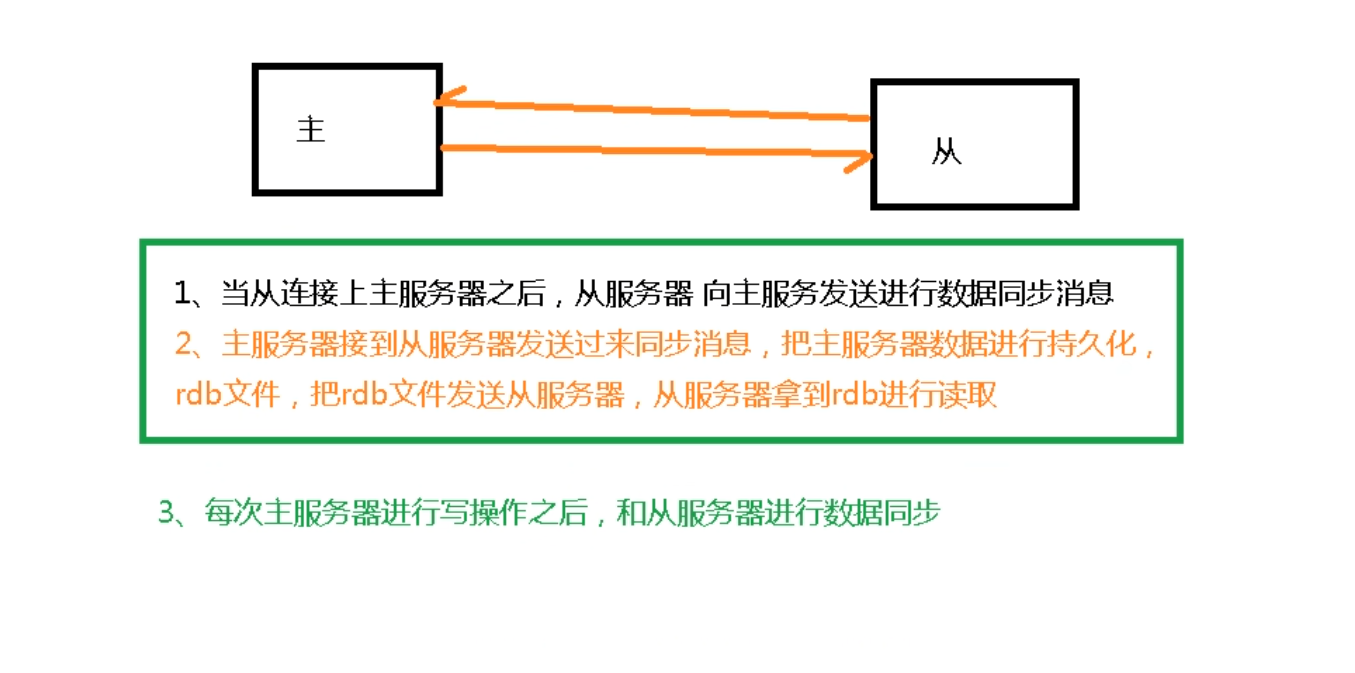 主
从
1、当从连接上主服务器之后，从服务器 向主服务发送进行数据同步消息
2、主服务器接到从服务器发送过来同步消息，把主服务器数据进行持久化，
rdb文件，把rdb文件发送从服务器，从服务器拿到rdb进行读取
3、每次主服务器进行写操作之后，和从服务器进行数据同步